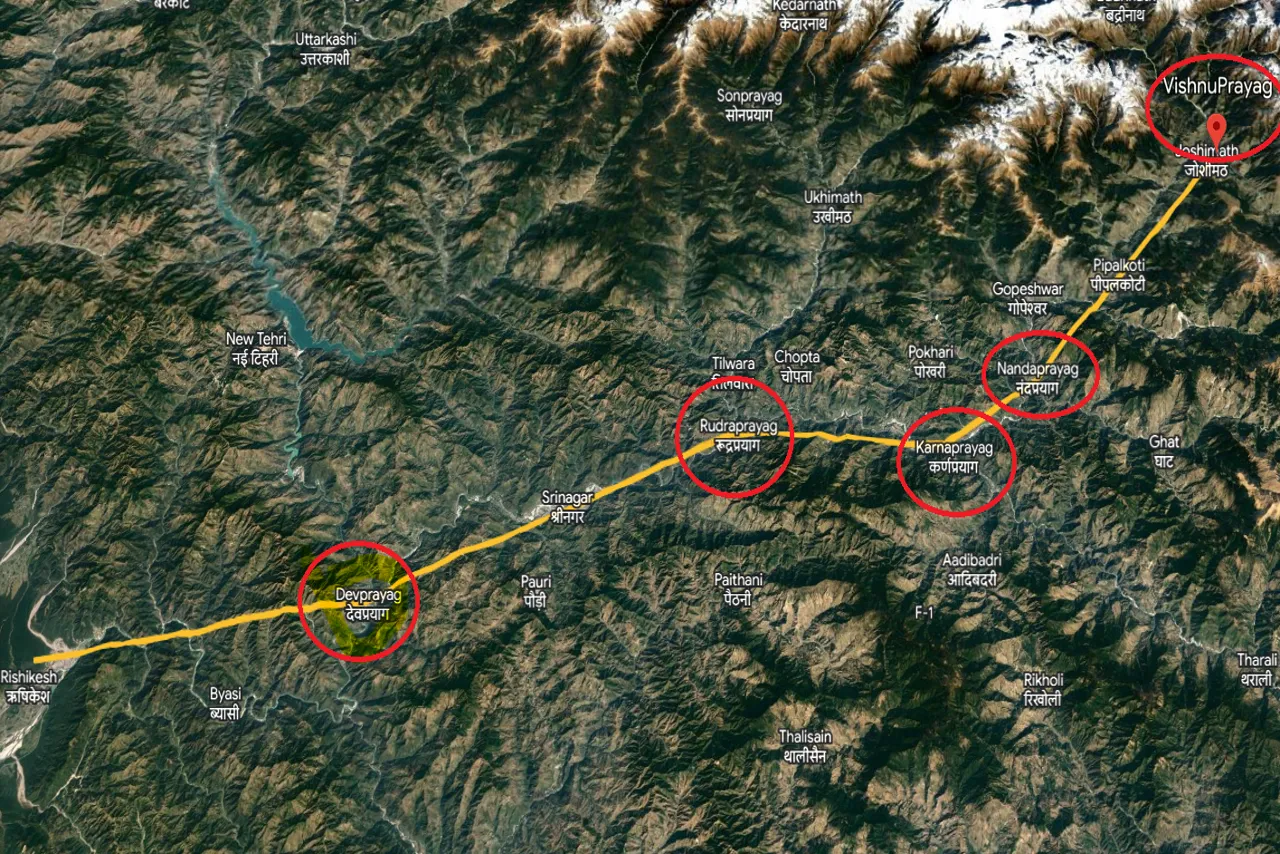 बरकोट
Kedarnath
केदारनाथ
बद्रीनाथ
Uttarkashi
उत्तरकाशी
VishnuPrayag
Sonprayag
सोनप्रयाग
Joshimath
जोशीमठ
Ukhimath
उखीमठ
Pipalkoti
पीपलकोटी
Gopeshwar
गोपेश्वर
New Tehri
नई टिहरी
Tilwara
तिलवारा
Chopta
चोपता
Pokhari
पोखरी
Nandaprayag
नंदप्रयाग
Rudraprayag
रूद्रप्रयाग
Karnaprayag
कर्णप्रयाग
Ghat
घाट
Srinagar
श्रीनगर
Aadibadri
आदिबदरी
Devprayag
देवप्रयाग
Pauri
पौड़ी
Paithani
पैठनी
F-1
Rishikesh
ऋषिकेश
Byasi
ब्यासी
Rikholi
रिखोली
Tharali
थराली
Thalisain
थालीसैन